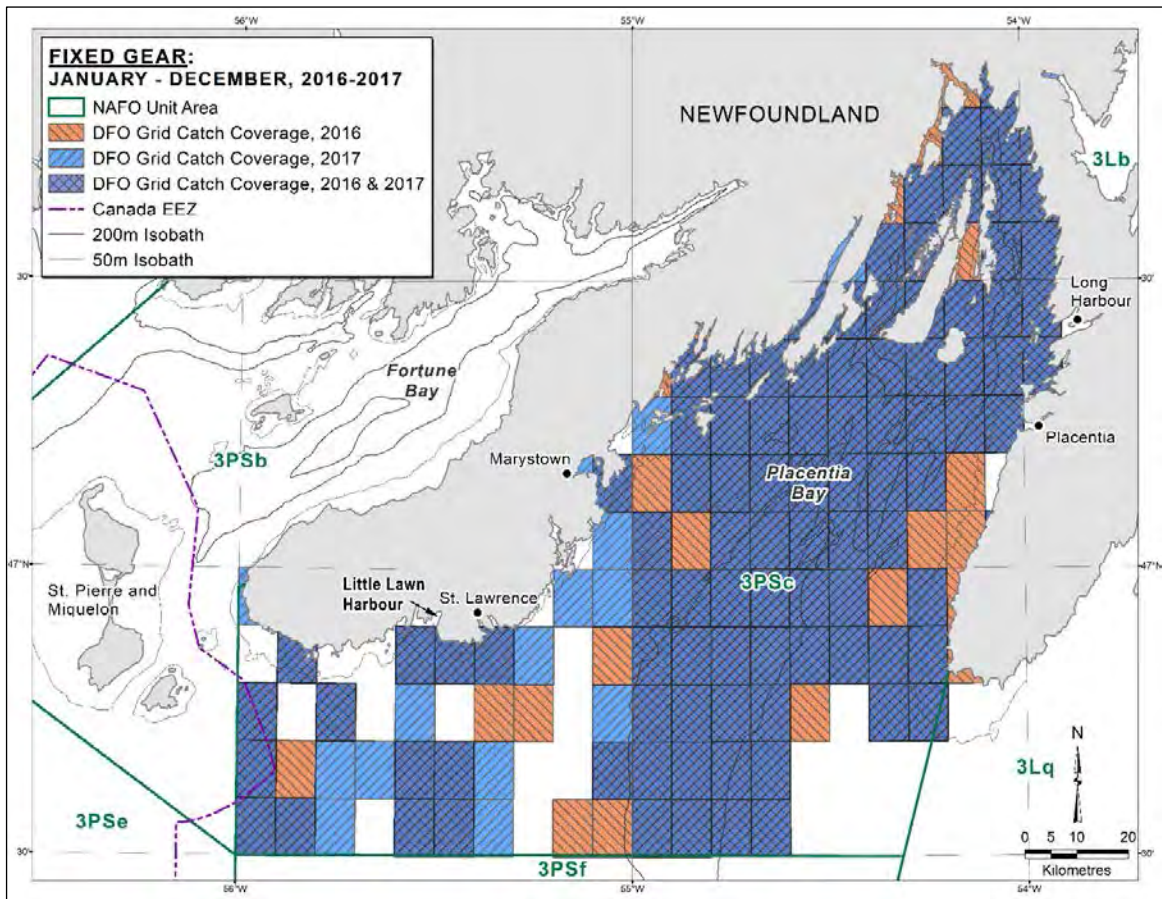 56°W
55°W
54°W
FIXED GEAR:
JANUARY - DECEMBER, 2016-2017
NAFO Unit Area
DFO Grid Catch Coverage, 2016
DFO Grid Catch Coverage, 2017
DFO Grid Catch Coverage, 2016 & 2017
Canada EEZ
200m Isobath
50m Isobath
NEWFOUNDLAND
3Lb
30'
30'
Long
Harbour
Fortune
Bay
Placentia
3PSb
Marystown
Placentia
Bay
47°N
47°N
3PSc
St. Pierre and
Miquelon
Little Lawn
Harbour
St. Lawrence
N
3Lq
3PSe
0 5 10 20
Kilometres
30'
30'
3PSf
56°W
55°W
54°W